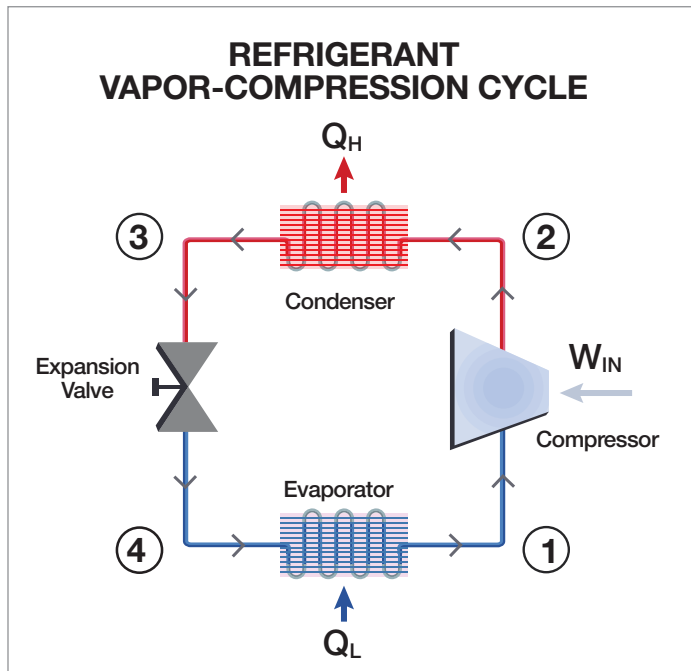 REFRIGERANT
VAPOR-COMPRESSION CYCLE
QH
3
2
Condenser
Expansion
Valve
WIN
Compressor
Evaporator
4
1
QL